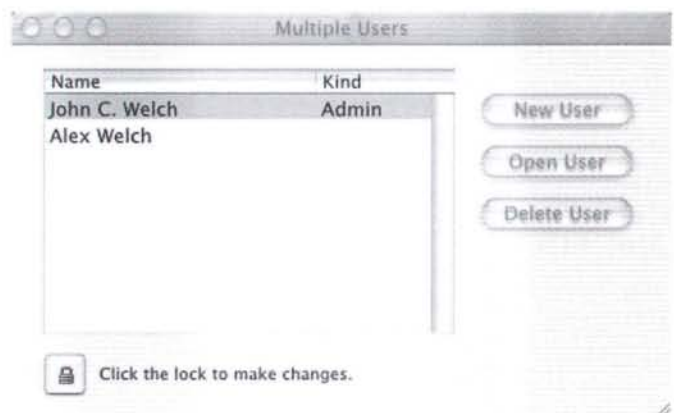 Multiple Users
Name Kind
John C. Welch Admin
Alex Welch
New User
Open User
Delete User
Click the lock to make changes.